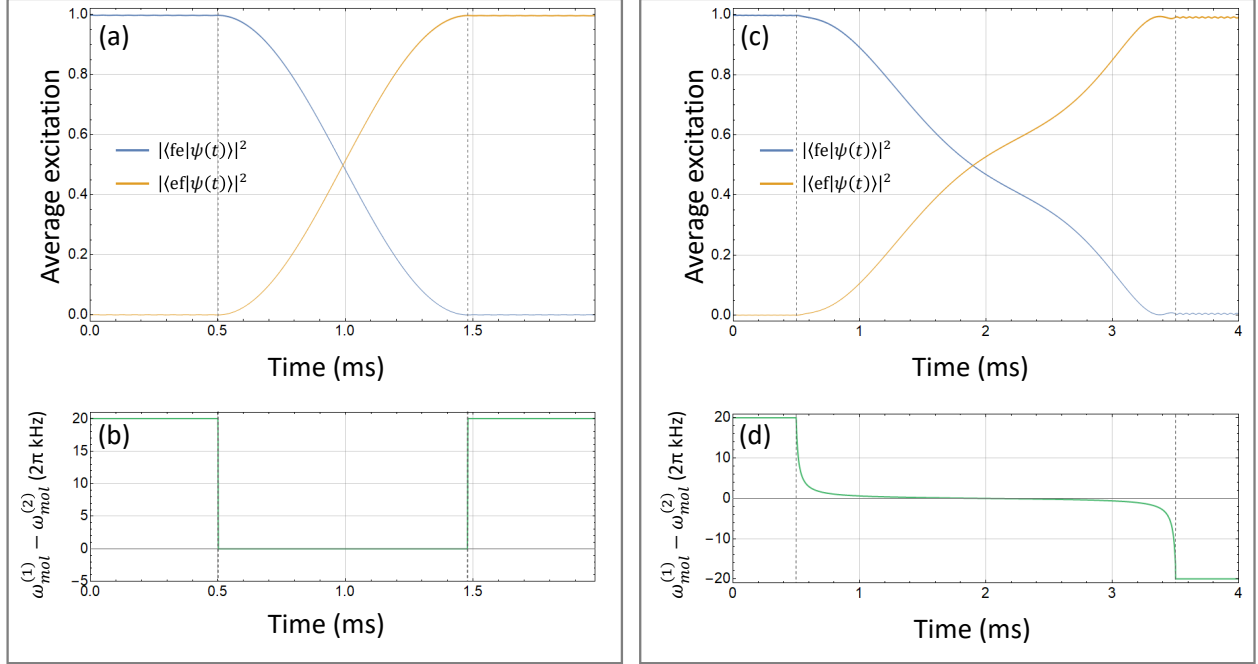 (a)
Average excitation
1.0
0.8
0.6
0.4
0.2
0.0
|⟨fe|ψ(t)⟩|²
|⟨ef|ψ(t)⟩|²
0.0 0.5 1.0 1.5
Time (ms)
(b)
ω_mol^(1) − ω_mol^(2) (2π kHz)
20
15
10
5
0
−5
0.0 0.5 1.0 1.5
Time (ms)
(c)
Average excitation
1.0
0.8
0.6
0.4
0.2
0.0
|⟨fe|ψ(t)⟩|²
|⟨ef|ψ(t)⟩|²
0 1 2 3 4
Time (ms)
(d)
ω_mol^(1) − ω_mol^(2) (2π kHz)
20
10
0
−10
−20
0 1 2 3 4
Time (ms)